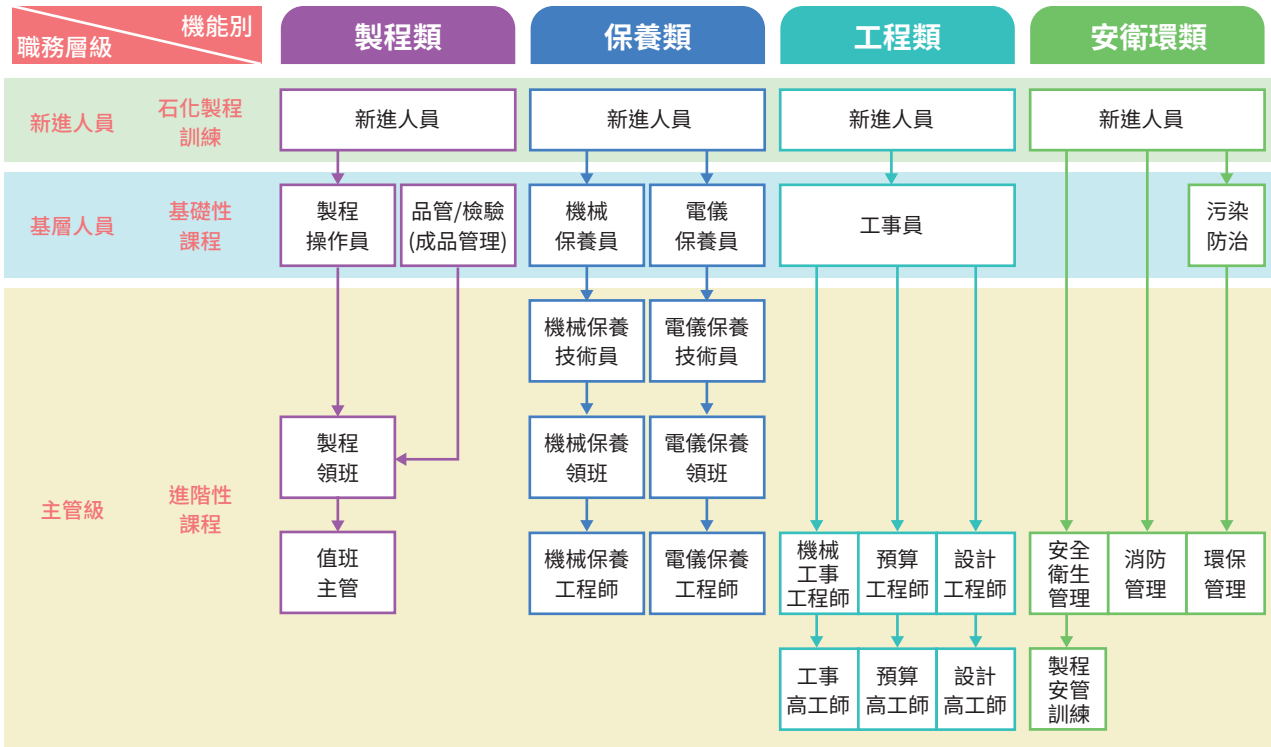 機能別
職務層級
製程類
保養類
工程類
安衛環類
新進人員
石化製程
訓練
新進人員
新進人員
新進人員
新進人員
基層人員
基礎性
課程
製程
操作員
品管/檢驗
(成品管理)
機械
保養員
電儀
保養員
工事員
污染
防治
主管級
進階性
課程
機械保養
技術員
電儀保養
技術員
製程
領班
機械保養
領班
電儀保養
領班
值班
主管
機械保養
工程師
電儀保養
工程師
機械
工事
工程師
預算
工程師
設計
工程師
安全
衛生
管理
消防
管理
環保
管理
工事
高工師
預算
高工師
設計
高工師
製程
安管
訓練